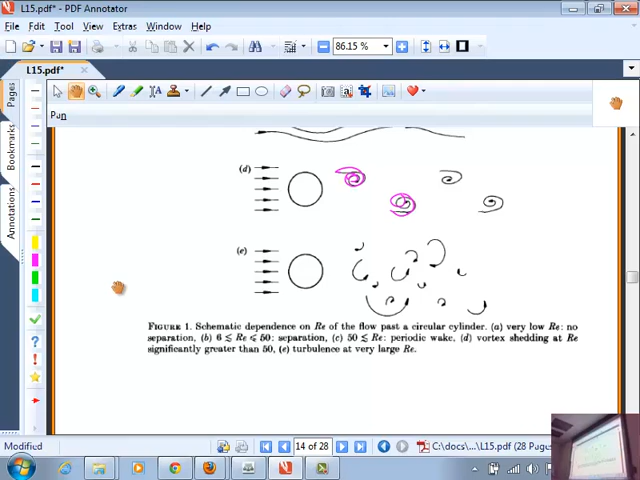 L15.pdf* - PDF Annotator
File Edit Tool View Extras Window Help
86.15 %
L15.pdf*
Pan
Pages
Bookmarks
Annotations
(d)
(e)
FIGURE 1. Schematic dependence on Re of the flow past a circular cylinder. (a) very low Re: no
separation, (b) 6 ≲ Re ≲ 50: separation, (c) 50 ≲ Re: periodic wake, (d) vortex shedding at Re
significantly greater than 50, (e) turbulence at very large Re.
Modified
14 of 28
C:\docs\...\L15.pdf (28 Pages